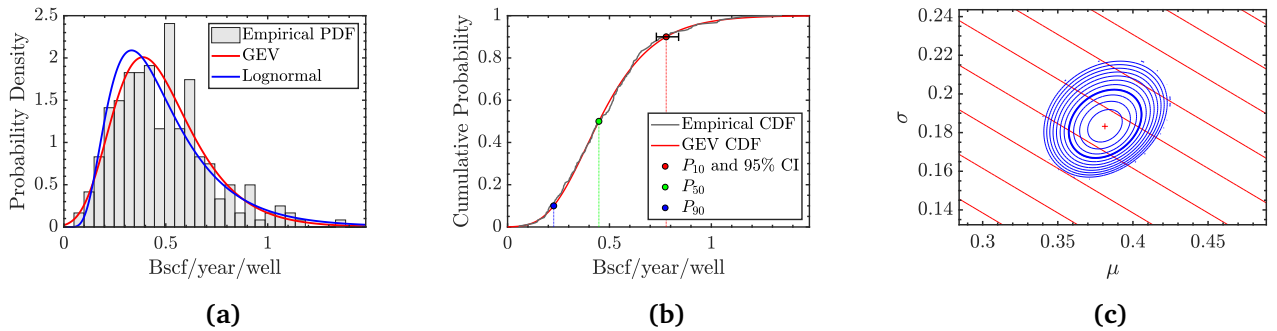 Probability Density
2.5
2
1.5
1
0.5
0
0
0.5
1
Bscf/year/well
Empirical PDF
GEV
Lognormal
(a)
Cumulative Probability
1
0.8
0.6
0.4
0.2
0
0
0.5
1
Bscf/year/well
Empirical CDF
GEV CDF
P10 and 95% CI
P50
P90
(b)
σ
0.24
0.22
0.2
0.18
0.16
0.14
0.3
0.35
0.4
0.45
μ
(c)